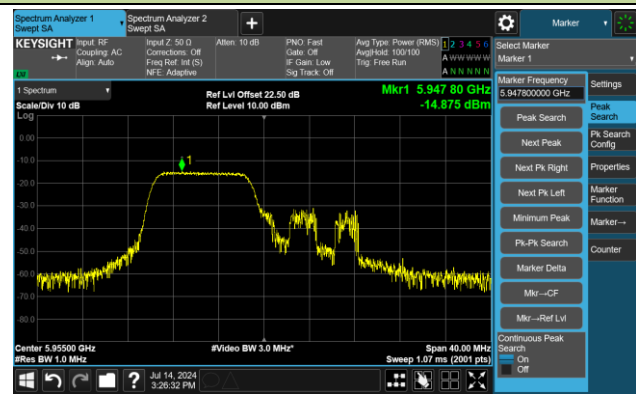 Spectrum Analyzer 1
Swept SA
Spectrum Analyzer 2
Swept SA
+
Marker
KEYSIGHT
Input: RF
Coupling: AC
Align: Auto
Input Z: 50 Ω
Corrections: Off
Freq Ref: Int (S)
NFE: Adaptive
Atten: 10 dB
PNO: Fast
Gate: Off
IF Gain: Low
Sig Track: Off
Avg Type: Power (RMS)
Avg|Hold: 100/100
Trig: Free Run
1 2 3 4 5 6
A W W W W W
A N N N N N
LXI
Select Marker
Marker 1
1 Spectrum
Scale/Div 10 dB
Log
Ref Lvl Offset 22.50 dB
Ref Level 10.00 dBm
Mkr1 5.947 80 GHz
-14.875 dBm
0.00
-10.0
-20.0
-30.0
-40.0
-50.0
-60.0
-70.0
-80.0
1
Center 5.95500 GHz
#Res BW 1.0 MHz
#Video BW 3.0 MHz*
Span 40.00 MHz
Sweep 1.07 ms (2001 pts)
Marker Frequency
5.947800000 GHz
Peak Search
Next Peak
Next Pk Right
Next Pk Left
Minimum Peak
Pk-Pk Search
Marker Delta
Mkr→CF
Mkr→Ref Lvl
Continuous Peak
Search
On
Off
Settings
Peak
Search
Pk Search
Config
Properties
Marker
Function
Marker→
Counter
?
Jul 14, 2024
3:26:32 PM